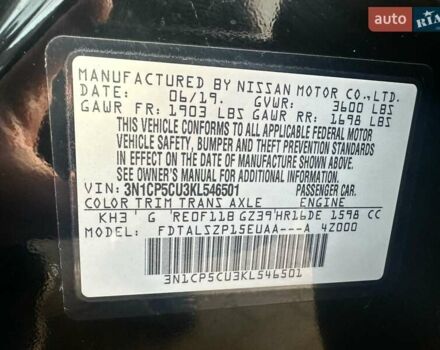 AUTO
RIA
MANUFACTURED BY NISSAN MOTOR CO.,LTD.
DATE: 06/19. GVWR: 3600 LBS
GAWR FR: 1903 LBS GAWR RR: 1698 LBS
THIS VEHICLE CONFORMS TO ALL APPLICABLE FEDERAL MOTOR
VEHICLE SAFETY, BUMPER AND THEFT PREVENTION STANDARDS
IN EFFECT ON THE DATE OF MANUFACTURE SHOWN ABOVE.
SEE OWNER'S MANUAL FOR ADDITIONAL INFORMATION.
VIN: 3N1CP5CU3KL546501 PASSENGER CAR.
COLOR TRIM TRANS AXLE ENGINE
KH3 G RE0F11B GZ39 HR16DE 1598 CC
MODEL: FDTALSZP15EUAA---A 4Z000
3N1CP5CU3KL546501